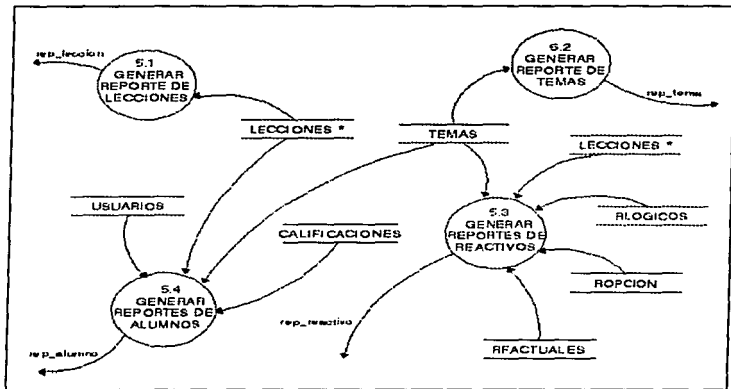 rep_leccion
5.1
GENERAR
REPORTE DE
LECCIONES
5.2
GENERAR
REPORTE DE
TEMAS
rep_tema
LECCIONES *
TEMAS
LECCIONES *
USUARIOS
CALIFICACIONES
5.3
GENERAR
REPORTES DE
REACTIVOS
RLOGICOS
ROPCION
RFACTUALES
5.4
GENERAR
REPORTES DE
ALUMNOS
rep_reactivo
rep_alumno